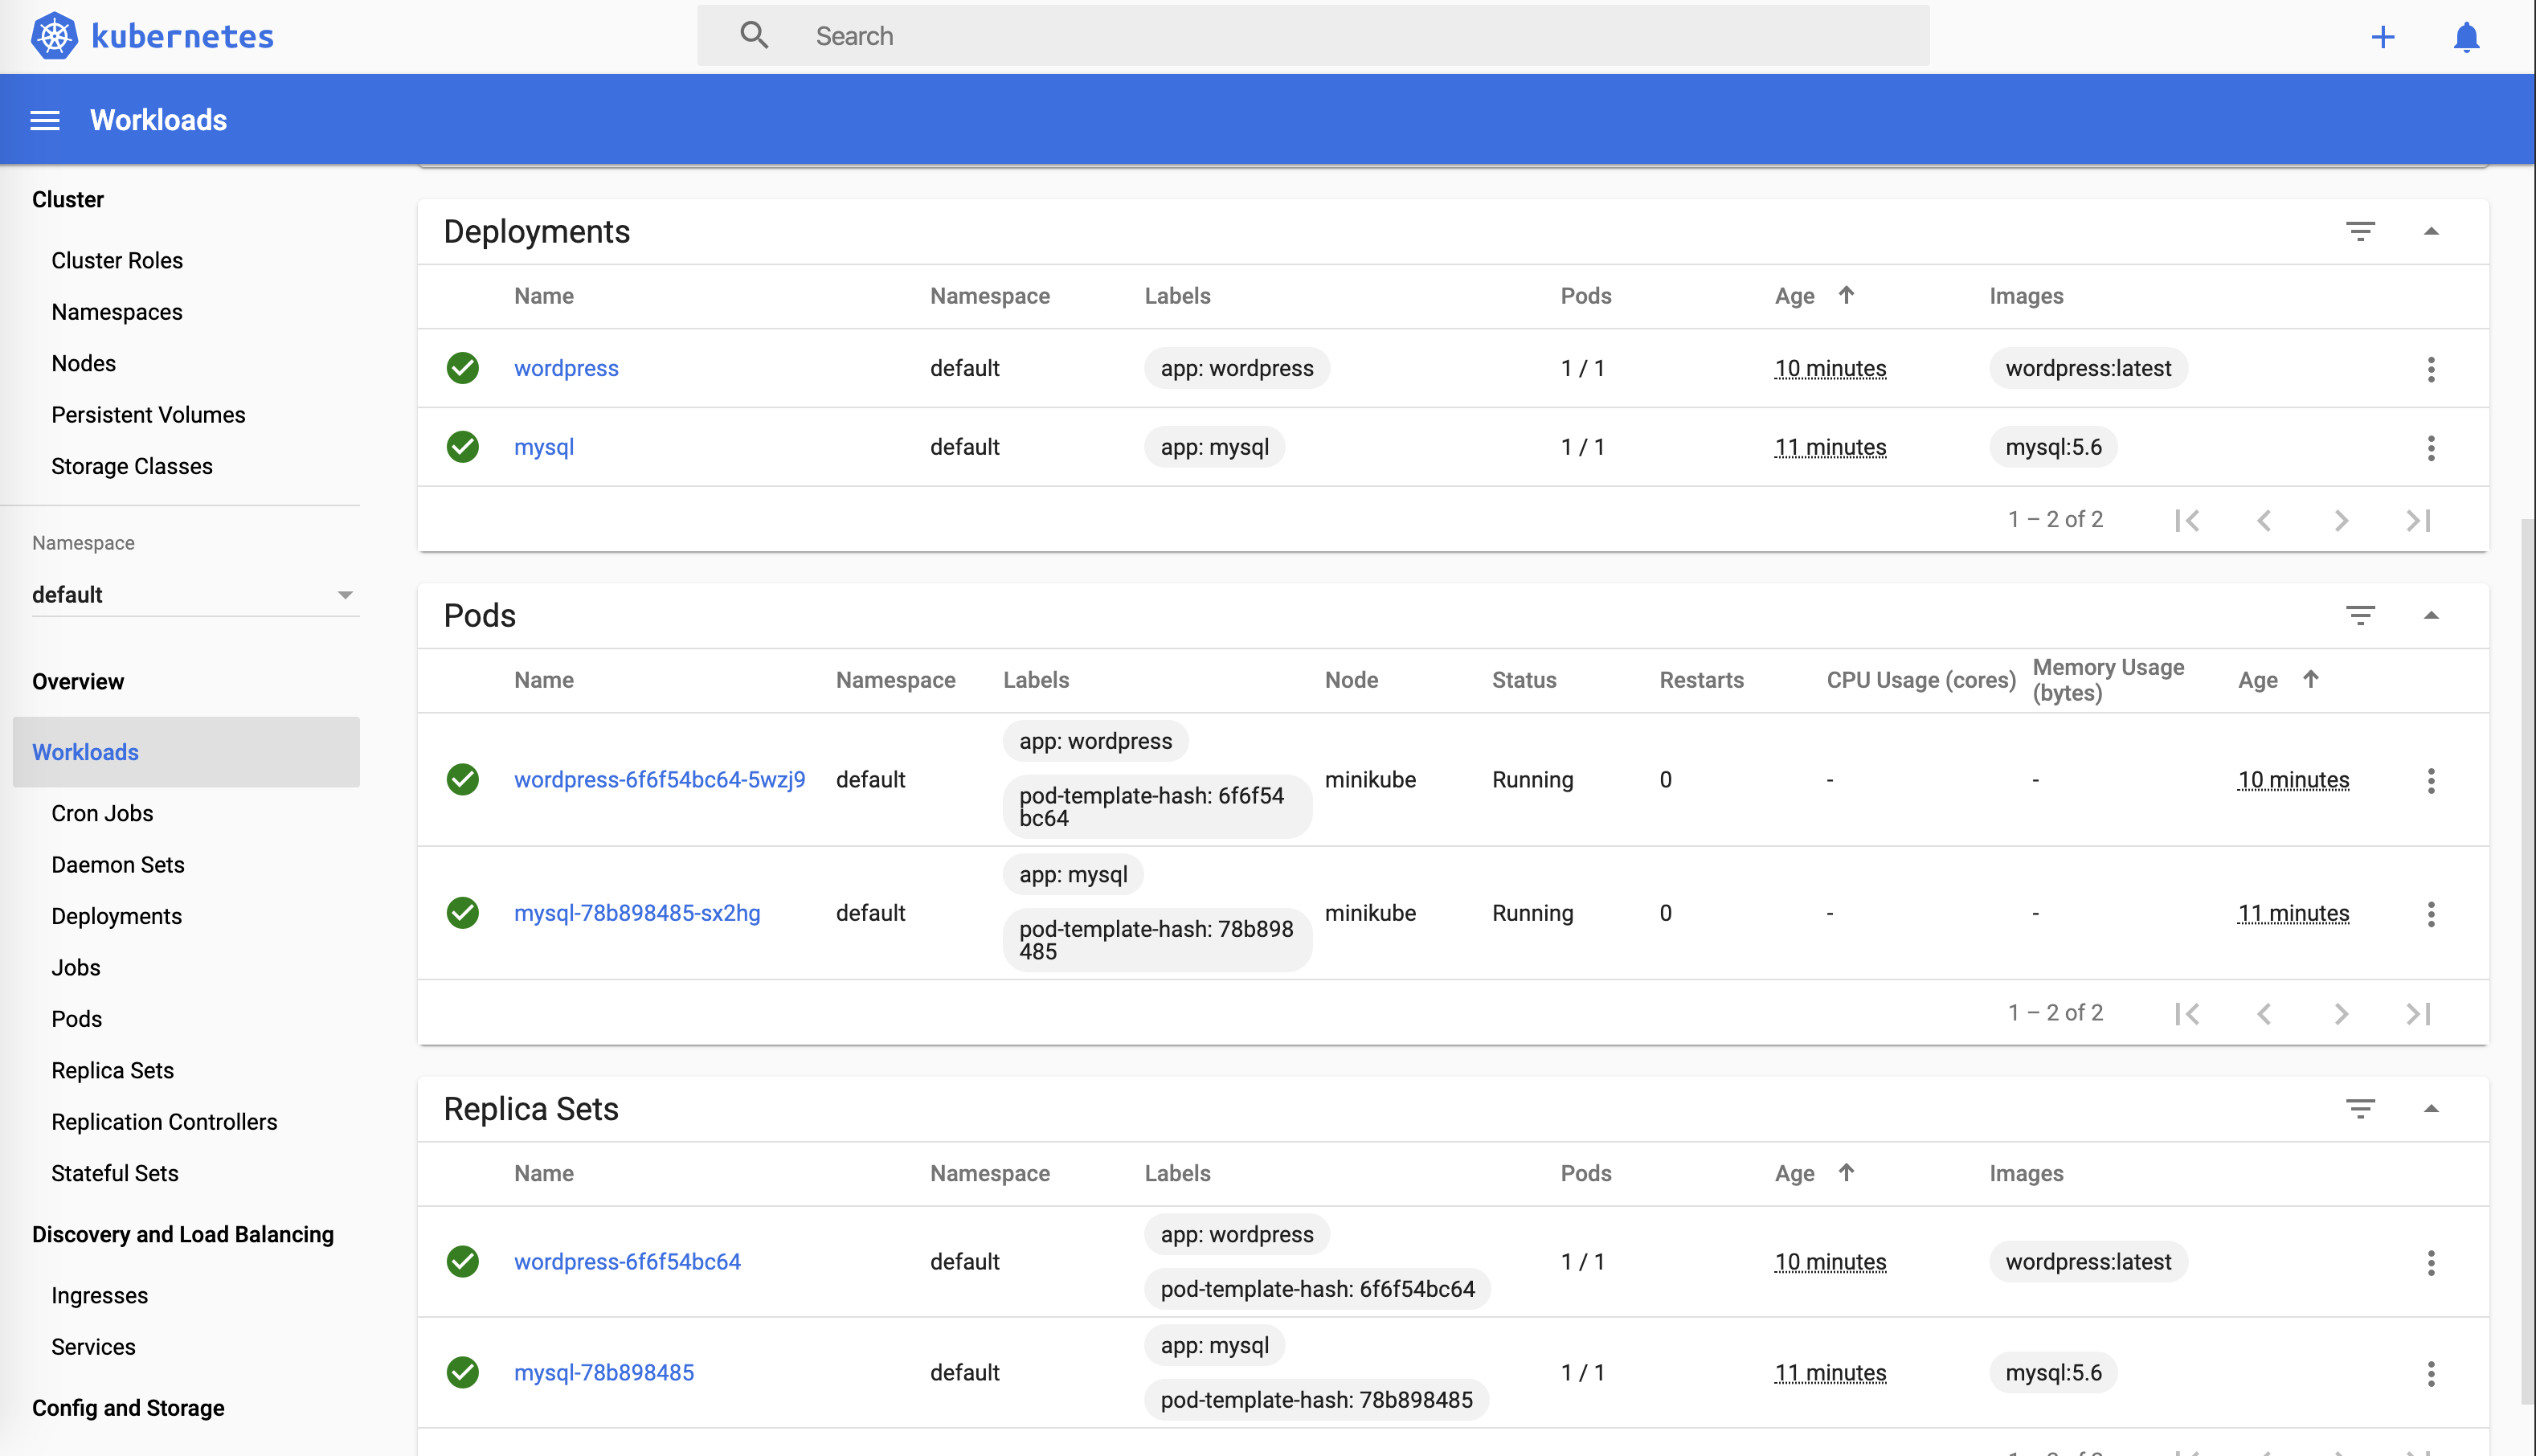 kubernetes
Search
Workloads
Cluster
Cluster Roles
Namespaces
Nodes
Persistent Volumes
Storage Classes
Namespace
default
Overview
Workloads
Cron Jobs
Daemon Sets
Deployments
Jobs
Pods
Replica Sets
Replication Controllers
Stateful Sets
Discovery and Load Balancing
Ingresses
Services
Config and Storage
Deployments
Name Namespace Labels Pods Age Images
wordpress default app: wordpress 1 / 1 10 minutes wordpress:latest
mysql default app: mysql 1 / 1 11 minutes mysql:5.6
1 – 2 of 2
Pods
Name Namespace Labels Node Status Restarts CPU Usage (cores) Memory Usage (bytes) Age
app: wordpress
wordpress-6f6f54bc64-5wzj9 default minikube Running 0 - - 10 minutes
pod-template-hash: 6f6f54
bc64
app: mysql
mysql-78b898485-sx2hg default minikube Running 0 - - 11 minutes
pod-template-hash: 78b898
485
1 – 2 of 2
Replica Sets
Name Namespace Labels Pods Age Images
app: wordpress
wordpress-6f6f54bc64 default 1 / 1 10 minutes wordpress:latest
pod-template-hash: 6f6f54bc64
app: mysql
mysql-78b898485 default 1 / 1 11 minutes mysql:5.6
pod-template-hash: 78b898485